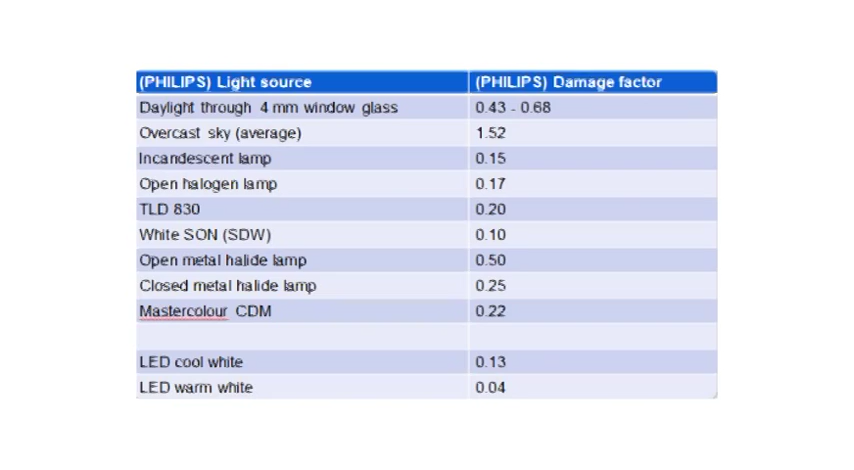 (PHILIPS) Light source (PHILIPS) Damage factor
Daylight through 4 mm window glass 0.43 - 0.68
Overcast sky (average) 1.52
Incandescent lamp 0.15
Open halogen lamp 0.17
TLD 830 0.20
White SON (SDW) 0.10
Open metal halide lamp 0.50
Closed metal halide lamp 0.25
Mastercolour CDM 0.22
LED cool white 0.13
LED warm white 0.04